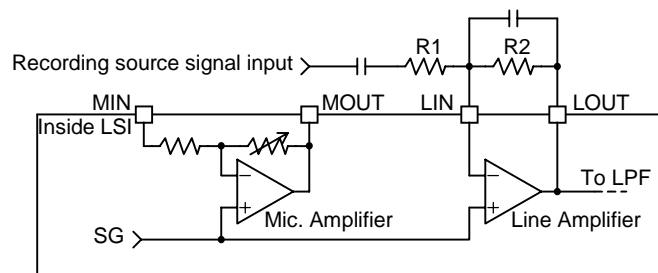 R1
R2
Recording source signal input
MIN
MOUT
LIN
LOUT
Inside LSI
−
+
Mic. Amplifier
−
+
Line Amplifier
To LPF
SG